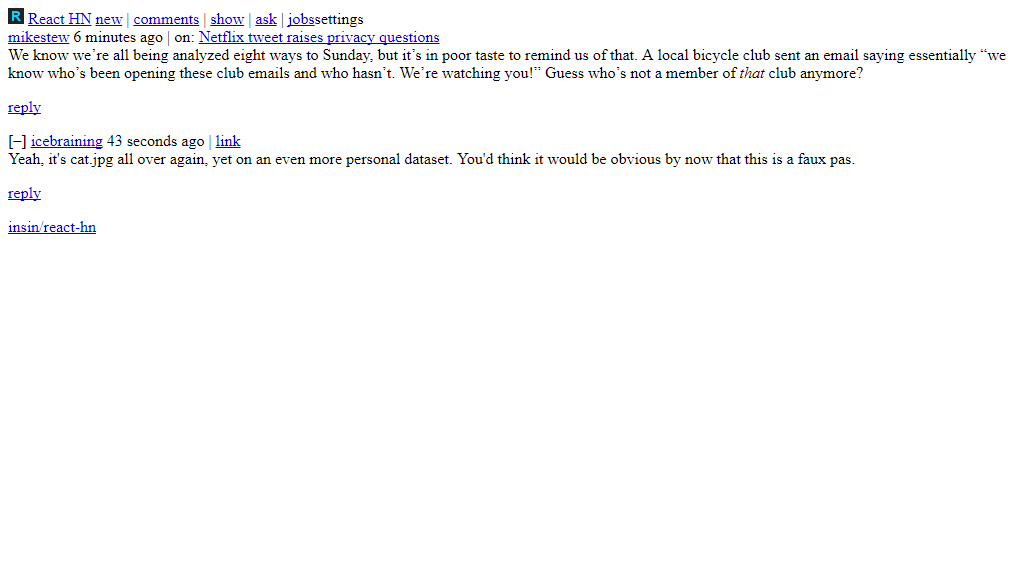 R React HN new | comments | show | ask | jobssettings
mikestew 6 minutes ago | on: Netflix tweet raises privacy questions
We know we’re all being analyzed eight ways to Sunday, but it’s in poor taste to remind us of that. A local bicycle club sent an email saying essentially “we
know who’s been opening these club emails and who hasn’t. We’re watching you!” Guess who’s not a member of that club anymore?
reply
[–] icebraining 43 seconds ago | link
Yeah, it's cat.jpg all over again, yet on an even more personal dataset. You'd think it would be obvious by now that this is a faux pas.
reply
insin/react-hn